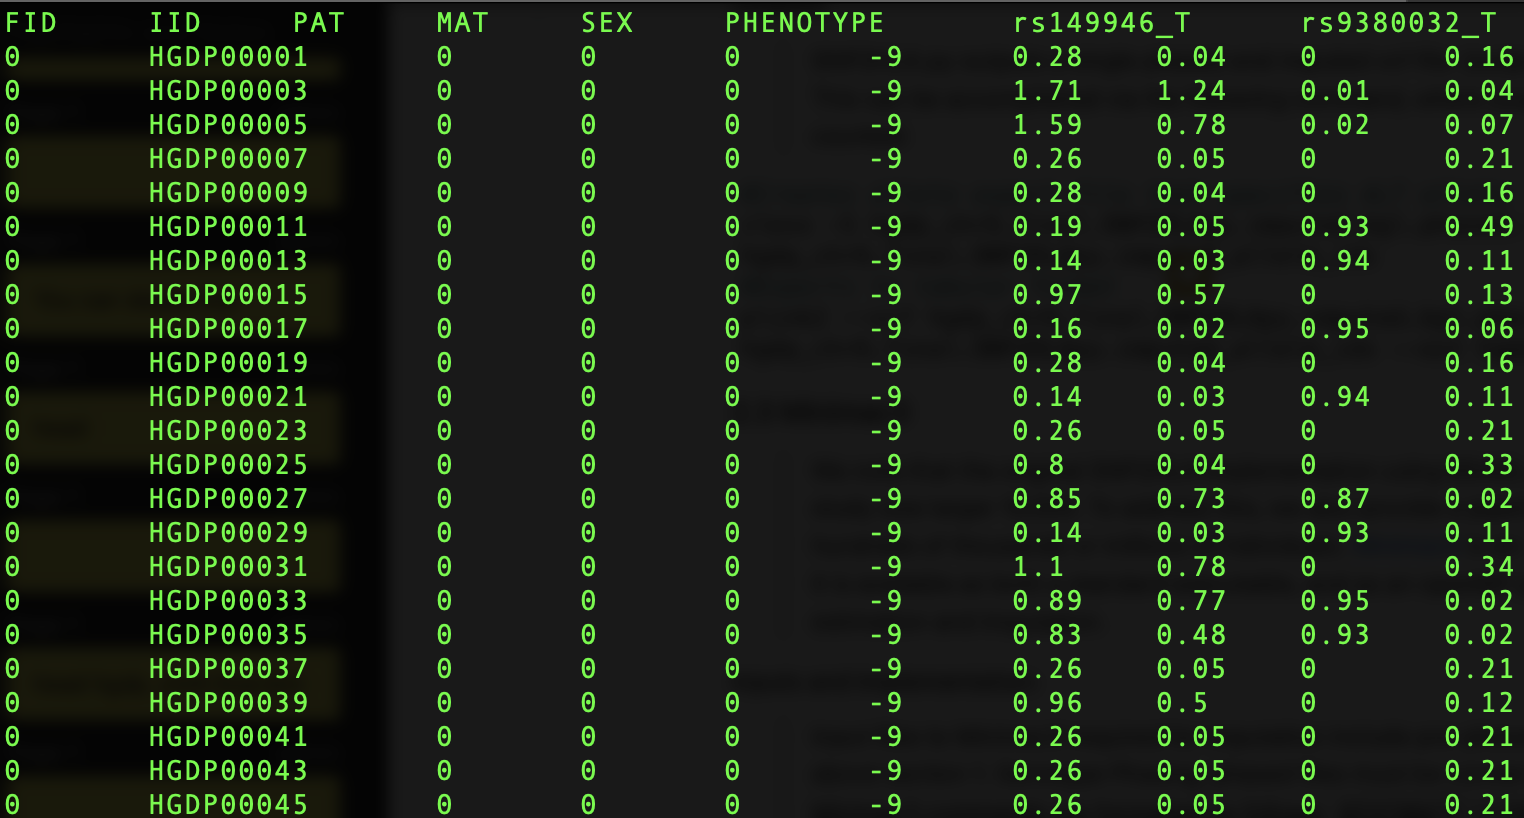 FID IID PAT MAT SEX PHENOTYPE rs149946_T rs9380032_T
0 HGDP00001 0 0 0 -9 0.28 0.04 0 0.16
0 HGDP00003 0 0 0 -9 1.71 1.24 0.01 0.04
0 HGDP00005 0 0 0 -9 1.59 0.78 0.02 0.07
0 HGDP00007 0 0 0 -9 0.26 0.05 0 0.21
0 HGDP00009 0 0 0 -9 0.28 0.04 0 0.16
0 HGDP00011 0 0 0 -9 0.19 0.05 0.93 0.49
0 HGDP00013 0 0 0 -9 0.14 0.03 0.94 0.11
0 HGDP00015 0 0 0 -9 0.97 0.57 0 0.13
0 HGDP00017 0 0 0 -9 0.16 0.02 0.95 0.06
0 HGDP00019 0 0 0 -9 0.28 0.04 0 0.16
0 HGDP00021 0 0 0 -9 0.14 0.03 0.94 0.11
0 HGDP00023 0 0 0 -9 0.26 0.05 0 0.21
0 HGDP00025 0 0 0 -9 0.8 0.04 0 0.33
0 HGDP00027 0 0 0 -9 0.85 0.73 0.87 0.02
0 HGDP00029 0 0 0 -9 0.14 0.03 0.93 0.11
0 HGDP00031 0 0 0 -9 1.1 0.78 0 0.34
0 HGDP00033 0 0 0 -9 0.89 0.77 0.95 0.02
0 HGDP00035 0 0 0 -9 0.83 0.48 0.93 0.02
0 HGDP00037 0 0 0 -9 0.26 0.05 0 0.21
0 HGDP00039 0 0 0 -9 0.96 0.5 0 0.12
0 HGDP00041 0 0 0 -9 0.26 0.05 0 0.21
0 HGDP00043 0 0 0 -9 0.26 0.05 0 0.21
0 HGDP00045 0 0 0 -9 0.26 0.05 0 0.21